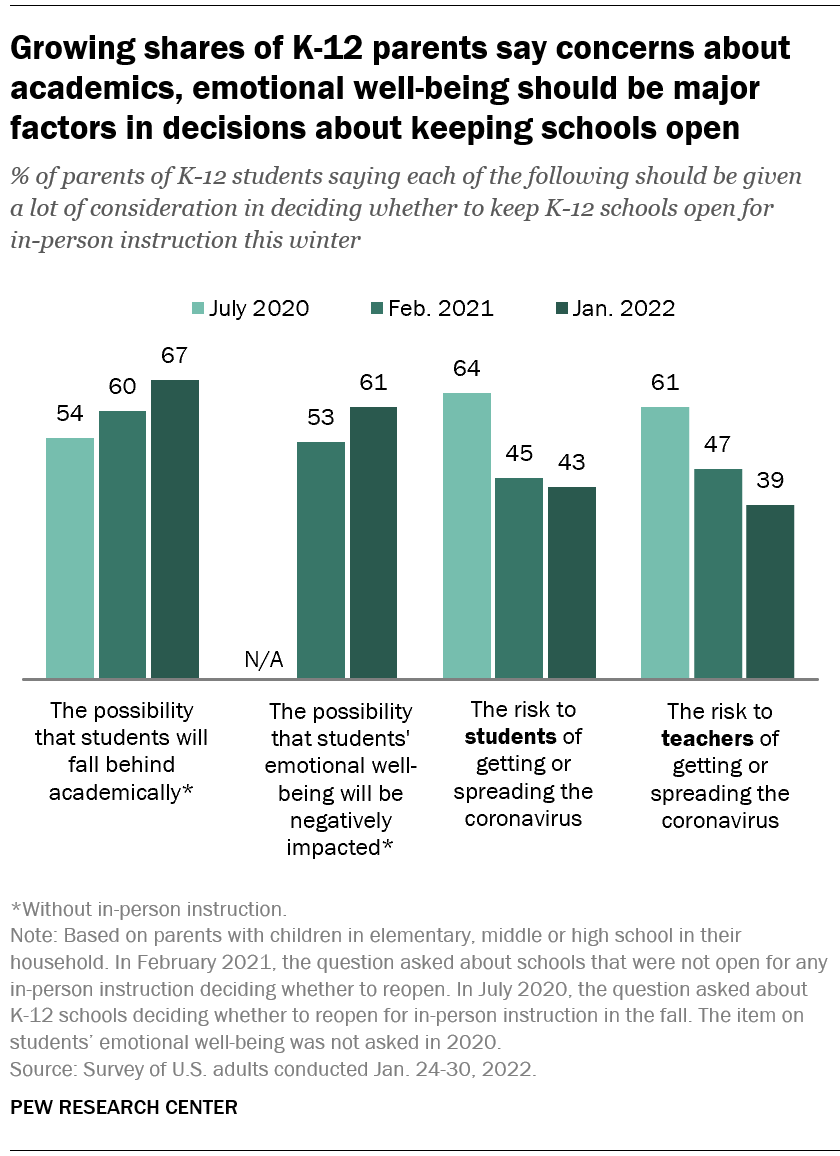 Growing shares of K-12 parents say concerns about
academics, emotional well-being should be major
factors in decisions about keeping schools open
% of parents of K-12 students saying each of the following should be given
a lot of consideration in deciding whether to keep K-12 schools open for
in-person instruction this winter
July 2020 Feb. 2021 Jan. 2022
54 60 67
N/A 53 61
64 45 43
61 47 39
The possibility
that students will
fall behind
academically*
The possibility
that students'
emotional well-
being will be
negatively
impacted*
The risk to
students of
getting or
spreading the
coronavirus
The risk to
teachers of
getting or
spreading the
coronavirus
*Without in-person instruction.
Note: Based on parents with children in elementary, middle or high school in their
household. In February 2021, the question asked about schools that were not open for any
in-person instruction deciding whether to reopen. In July 2020, the question asked about
K-12 schools deciding whether to reopen for in-person instruction in the fall. The item on
students’ emotional well-being was not asked in 2020.
Source: Survey of U.S. adults conducted Jan. 24-30, 2022.
PEW RESEARCH CENTER